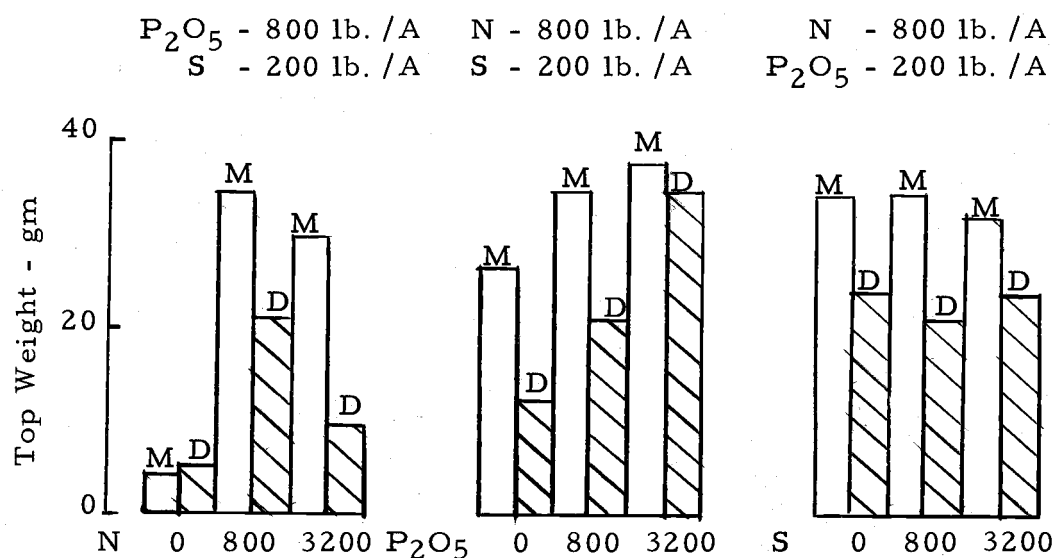 P2O5 - 800 lb. /A N - 800 lb. /A N - 800 lb. /A
S - 200 lb. /A S - 200 lb. /A P2O5 - 200 lb. /A
40
20
0
Top Weight - gm
M D M D M D
M D M D M D
M D M D M D
N 0 800 3200 P2O5 0 800 3200 S 0 800 3200